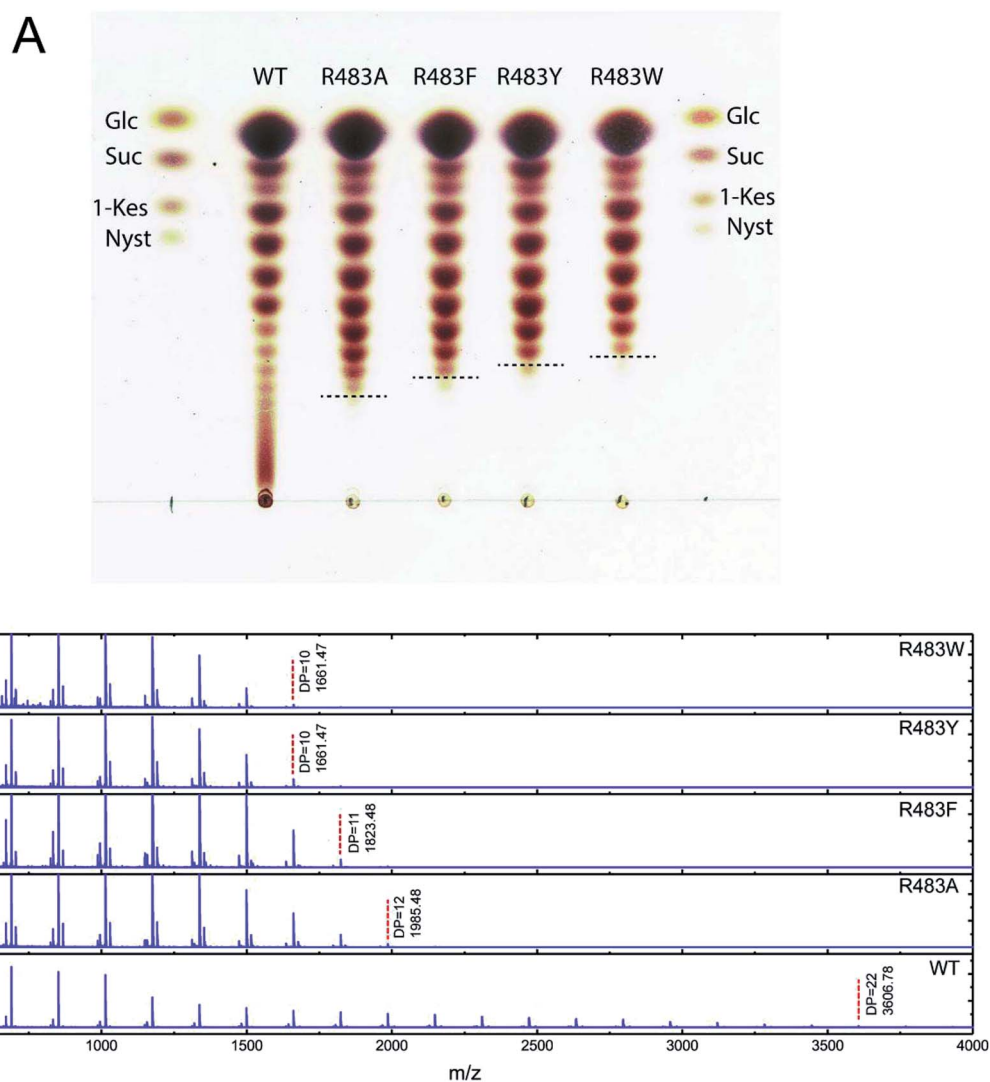 A
WT R483A R483F R483Y R483W
Glc Glc
Suc Suc
1-Kes 1-Kes
Nyst Nyst
R483W
DP=10
1661.47
R483Y
DP=10
1661.47
R483F
DP=11
1823.48
R483A
DP=12
1985.48
WT
DP=22
3606.78
1000 1500 2000 2500 3000 3500 4000
m/z